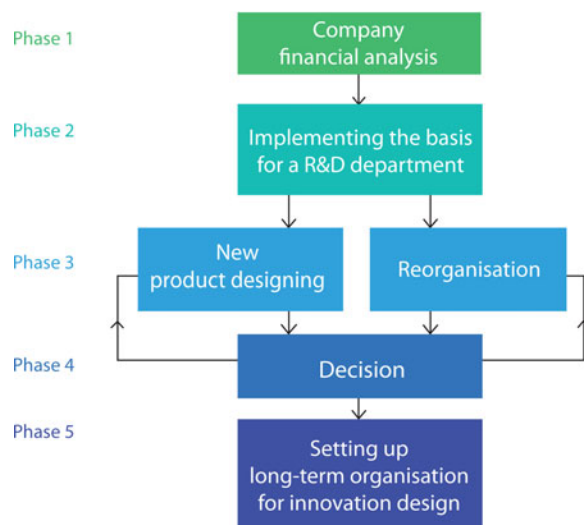 Phase 1
Company
financial analysis
Phase 2
Implementing the basis
for a R&D department
Phase 3
New
product designing
Reorganisation
Phase 4
Decision
Phase 5
Setting up
long-term organisation
for innovation design